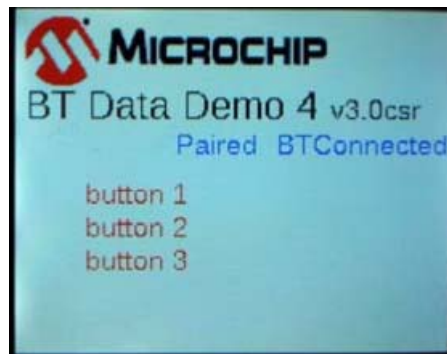 MICROCHIP
BT Data Demo 4 v3.0csr
Paired BTConnected
button 1
button 2
button 3